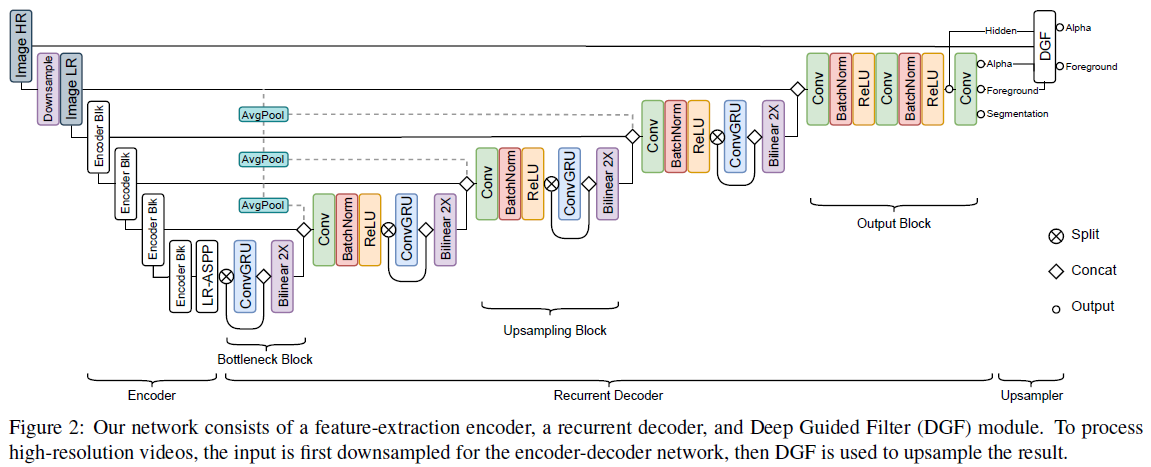 Image HR
Downsample
Image LR
Encoder Blk
Encoder Blk
Encoder Blk
Encoder Blk
LR-ASPP
ConvGRU
Bilinear 2X
AvgPool
AvgPool
AvgPool
Conv
BatchNorm
ReLU
ConvGRU
Bilinear 2X
Conv
BatchNorm
ReLU
ConvGRU
Bilinear 2X
Conv
BatchNorm
ReLU
ConvGRU
Bilinear 2X
Conv
BatchNorm
ReLU
Conv
BatchNorm
ReLU
Conv
Hidden
Alpha
Foreground
Segmentation
DGF
Alpha
Foreground
Output Block
Split
Concat
Output
Upsampling Block
Bottleneck Block
Encoder
Recurrent Decoder
Upsampler
Figure 2: Our network consists of a feature-extraction encoder, a recurrent decoder, and Deep Guided Filter (DGF) module. To process
high-resolution videos, the input is first downsampled for the encoder-decoder network, then DGF is used to upsample the result.